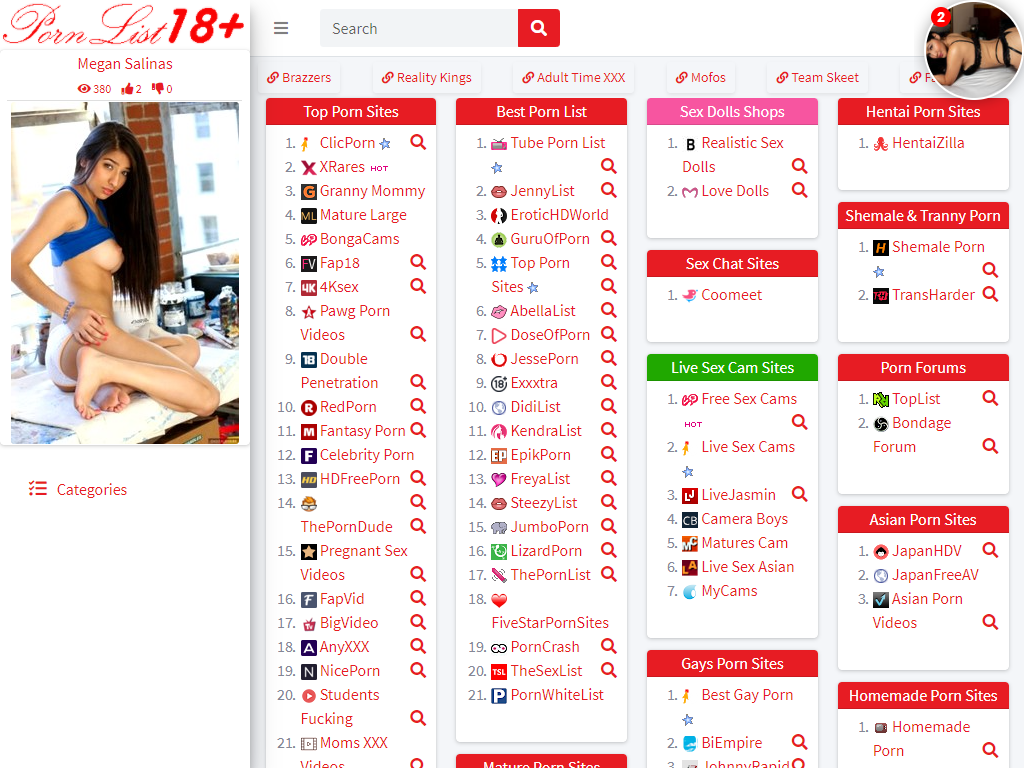 Porn List 18+
Megan Salinas
380 2 0
Categories
Search
2
Brazzers
Reality Kings
Adult Time XXX
Mofos
Team Skeet
Top Porn Sites
1. ClicPorn
2. XRares HOT
3. Granny Mommy
4. Mature Large
5. BongaCams
6. Fap18
7. 4Ksex
8. Pawg Porn
Videos
9. Double
Penetration
10. RedPorn
11. Fantasy Porn
12. Celebrity Porn
13. HDFreePorn
14.
ThePornDude
15. Pregnant Sex
Videos
16. FapVid
17. BigVideo
18. AnyXXX
19. NicePorn
20. Students
Fucking
21. Moms XXX
Videos
Best Porn List
1. Tube Porn List
2. JennyList
3. EroticHDWorld
4. GuruOfPorn
5. Top Porn
Sites
6. AbellaList
7. DoseOfPorn
8. JessePorn
9. Exxxtra
10. DidiList
11. KendraList
12. EpikPorn
13. FreyaList
14. SteezyList
15. JumboPorn
16. LizardPorn
17. ThePornList
18.
FiveStarPornSites
19. PornCrash
20. TheSexList
21. PornWhiteList
Mature Porn Sites
Sex Dolls Shops
1. Realistic Sex
Dolls
2. Love Dolls
Sex Chat Sites
1. Coomeet
Live Sex Cam Sites
1. Free Sex Cams
HOT
2. Live Sex Cams
3. LiveJasmin
4. Camera Boys
5. Matures Cam
6. Live Sex Asian
7. MyCams
Gays Porn Sites
1. Best Gay Porn
2. BiEmpire
3. JohnnyRapid
Hentai Porn Sites
1. HentaiZilla
Shemale & Tranny Porn
1. Shemale Porn
2. TransHarder
Porn Forums
1. TopList
2. Bondage
Forum
Asian Porn Sites
1. JapanHDV
2. JapanFreeAV
3. Asian Porn
Videos
Homemade Porn Sites
1. Homemade
Porn